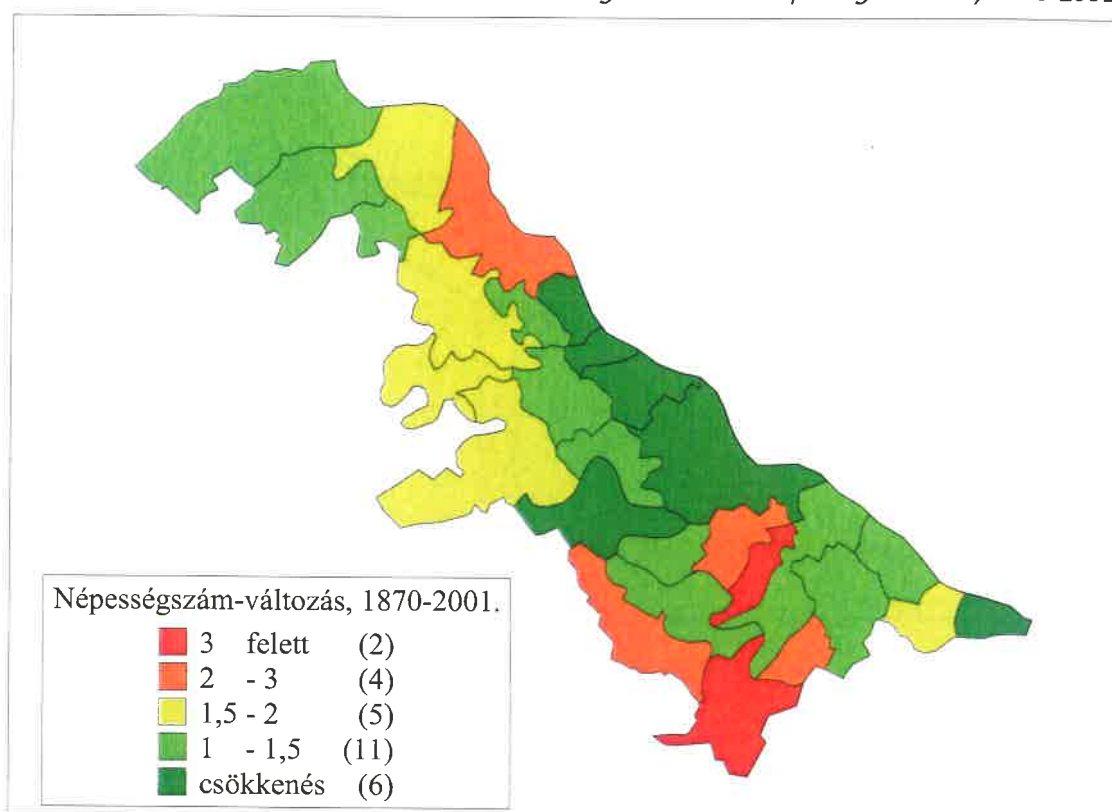 Népességszám-változás, 1870-2001.
3 felett (2)
2 - 3 (4)
1,5 - 2 (5)
1 - 1,5 (11)
csökkenés (6)